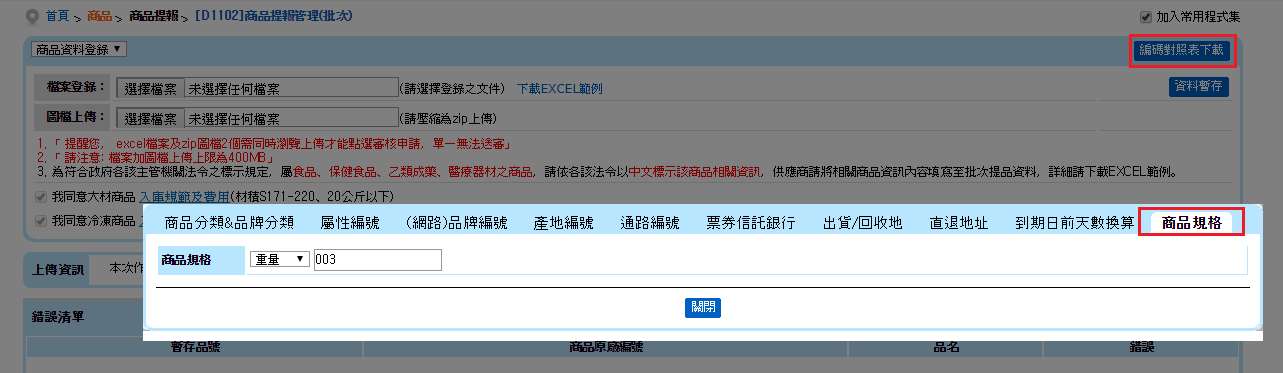 首頁 > 商品 > 商品提報 > [D1102]商品提報管理(批次)
加入常用程式集
商品資料登錄
編碼對照表下載
檔案登錄： 選擇檔案 未選擇任何檔案 (請選擇登錄之文件) 下載EXCEL範例
資料暫存
圖檔上傳： 選擇檔案 未選擇任何檔案 (請壓縮為zip上傳)
1.「 提醒您， excel檔案及zip圖檔2個需同時瀏覽上傳才能點選審核申請，單一無法送審」
2.「 請注意: 檔案加圖檔上傳上限為400MB」
3. 為符合政府各該主管機關法令之標示規定，屬食品、保健食品、乙類成藥、醫療器材之商品，請依各該法令以中文標示該商品相關資訊，供應商請將相關商品資訊內容填寫至批次提品資料，詳細請下載EXCEL範例。
我同意大材商品 入庫規範及費用(材積S171-220、20公斤以下)
我同意冷凍商品
商品分類&品牌分類 屬性編號 (網路)品牌編號 產地編號 通路編號 票券信託銀行 出貨/回收地 直退地址 到期日前天數換算 商品規格
商品規格 重量 003
關閉
上傳資訊 本次作
錯誤清單
暫存品號 商品原廠編號 品名 錯誤